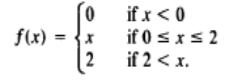 0 if x < 0
f(x) = { x if 0 ≤ x ≤ 2
2 if 2 < x.